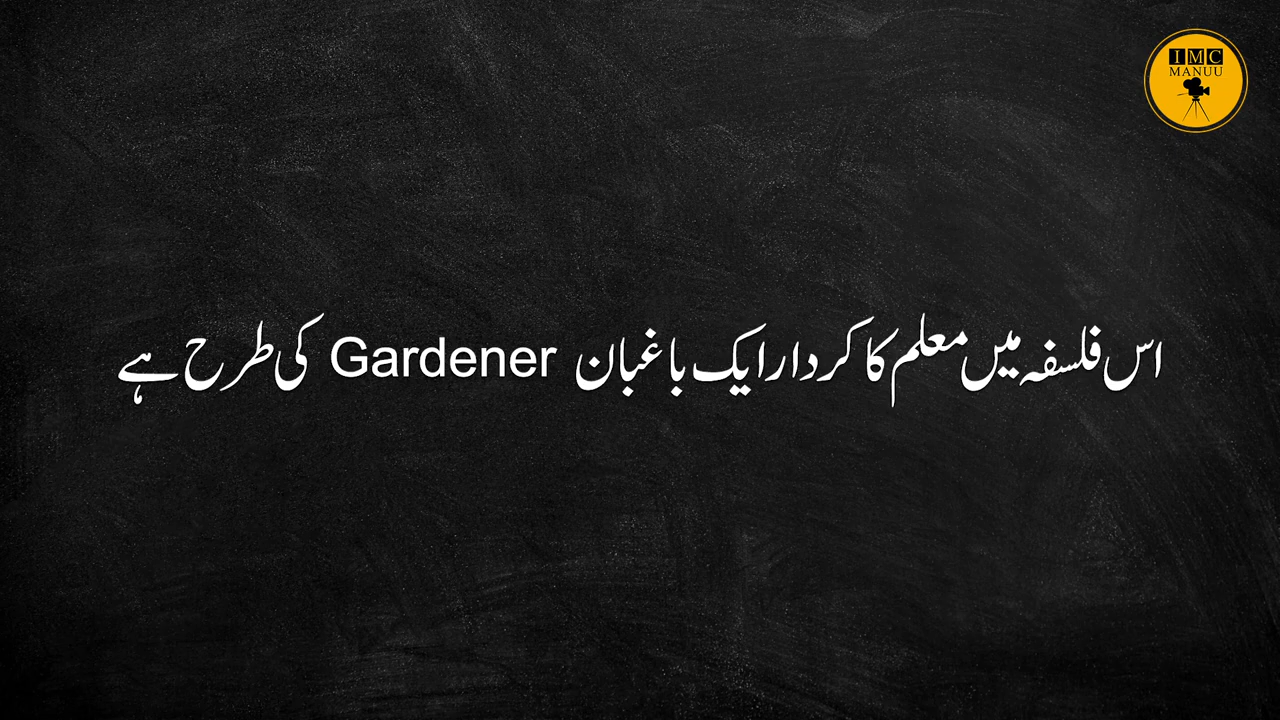 IMC
MANUU
اس فلسفہ میں معلم کا کردار ایک باغبان Gardener کی طرح ہے